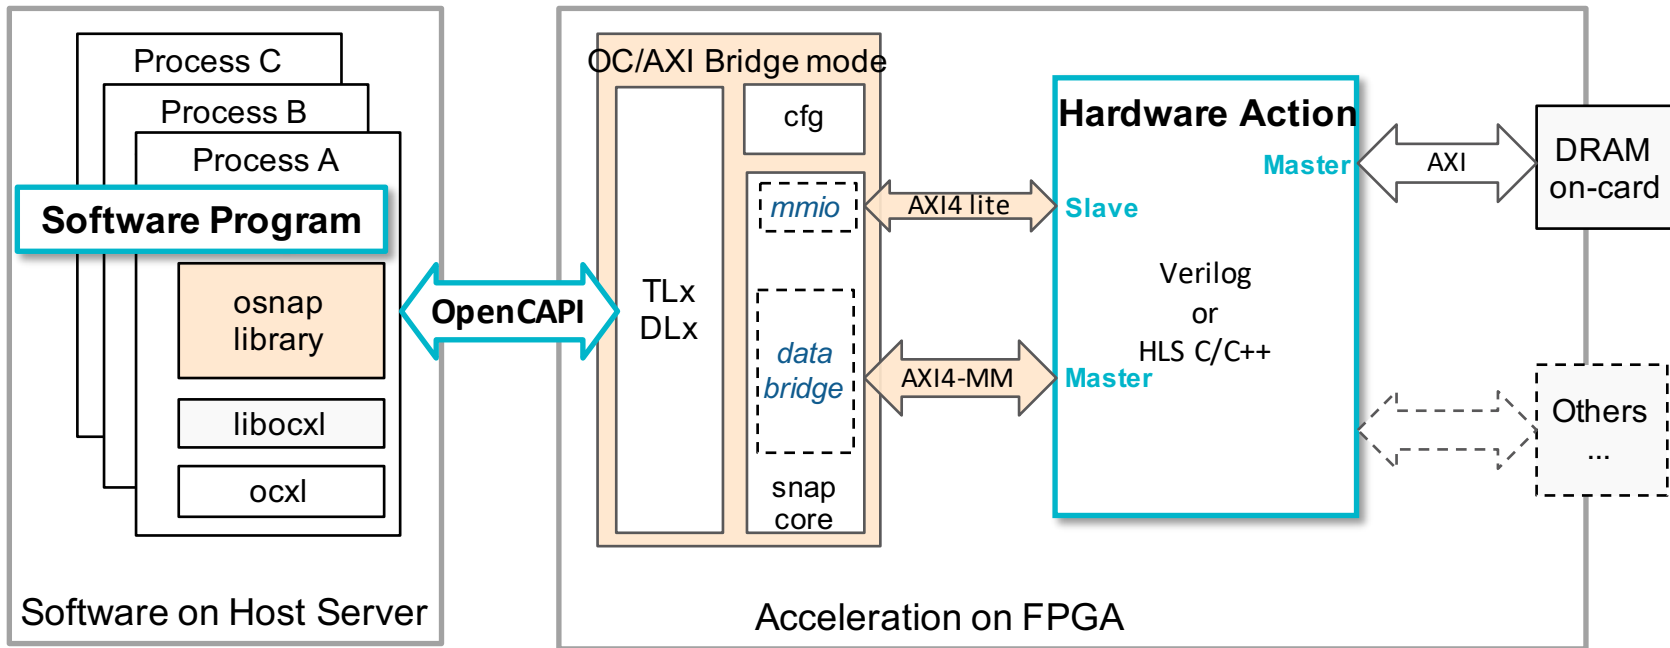 Process C
Process B
Process A
Software Program
osnap
library
libocxl
ocxl
Software on Host Server
OpenCAPI
OC/AXI Bridge mode
TLx
DLx
cfg
mmio
data
bridge
snap
core
AXI4 lite
AXI4-MM
Hardware Action
Master
Slave
Verilog
or
HLS C/C++
Master
AXI
DRAM
on-card
Others
...
Acceleration on FPGA